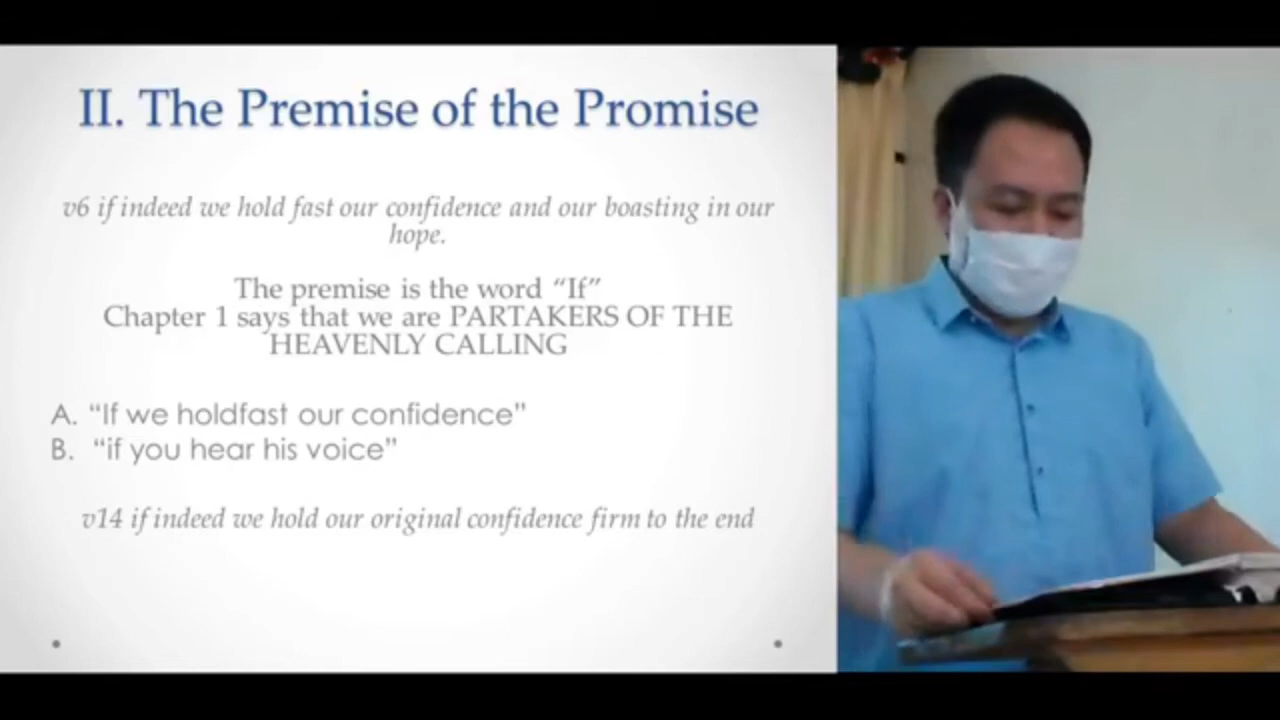 II. The Premise of the Promise
v6 if indeed we hold fast our confidence and our boasting in our
hope.
The premise is the word “If”
Chapter 1 says that we are PARTAKERS OF THE
HEAVENLY CALLING
A. “If we holdfast our confidence”
B. “if you hear his voice”
v14 if indeed we hold our original confidence firm to the end